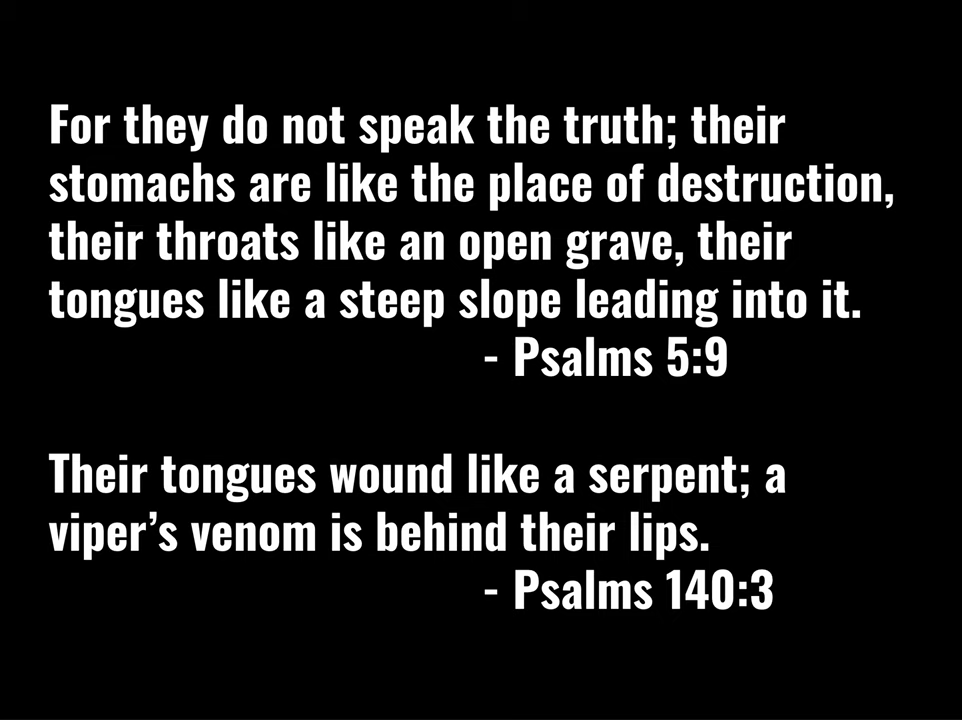 For they do not speak the truth; their
stomachs are like the place of destruction,
their throats like an open grave, their
tongues like a steep slope leading into it.
- Psalms 5:9
Their tongues wound like a serpent; a
viper’s venom is behind their lips.
- Psalms 140:3